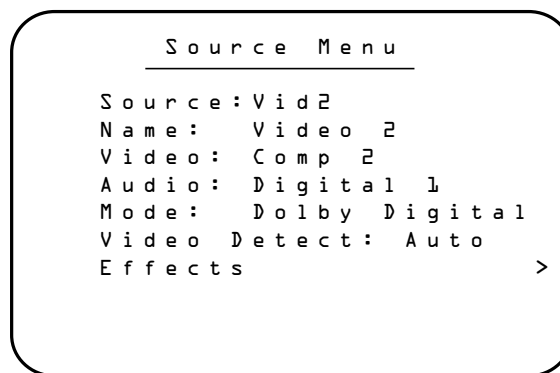 Source Menu
Source:Vid2
Name: Video 2
Video: Comp 2
Audio: Digital 1
Mode: Dolby Digital
Video Detect: Auto
Effects >